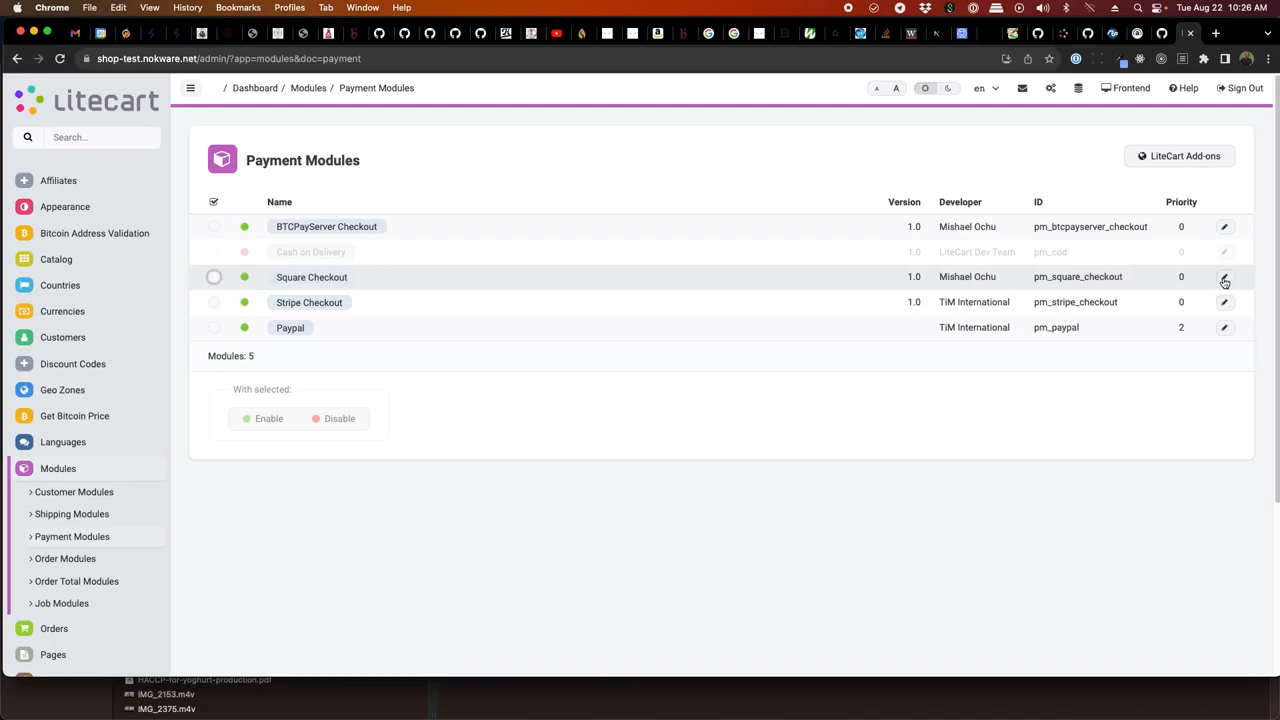 Chrome File Edit View History Bookmarks Profiles Tab Window Help Tue Aug 22 10:26 AM
shop-test.nokware.net/admin/?app=modules&doc=payment
litecart
/ Dashboard / Modules / Payment Modules A A en Frontend Help Sign Out
Search...
Payment Modules
LiteCart Add-ons
Affiliates
Appearance
Bitcoin Address Validation
Catalog
Countries
Currencies
Customers
Discount Codes
Geo Zones
Get Bitcoin Price
Languages
Modules
> Customer Modules
> Shipping Modules
> Payment Modules
> Order Modules
> Order Total Modules
> Job Modules
Orders
Pages
Name Version Developer ID Priority
BTCPayServer Checkout 1.0 Mishael Ochu pm_btcpayserver_checkout 0
Cash on Delivery 1.0 LiteCart Dev Team pm_cod 0
Square Checkout 1.0 Mishael Ochu pm_square_checkout 0
Stripe Checkout 1.0 TiM International pm_stripe_checkout 0
Paypal TiM International pm_paypal 2
Modules: 5
With selected:
Enable Disable
HACCP-for-yoghurt-production.pdf
IMG_2153.m4v
IMG_2375.m4v